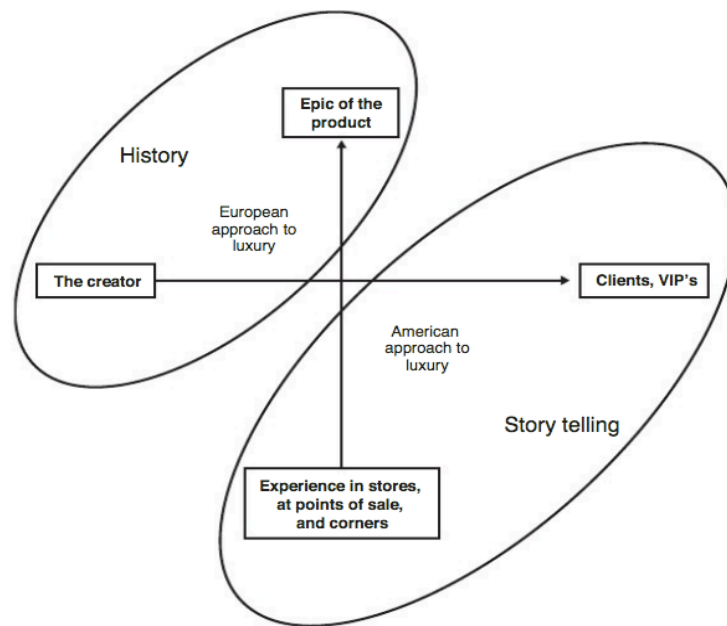 Epic of the
product
History
European
approach to
luxury
The creator
Clients, VIP's
American
approach to
luxury
Story telling
Experience in stores,
at points of sale,
and corners